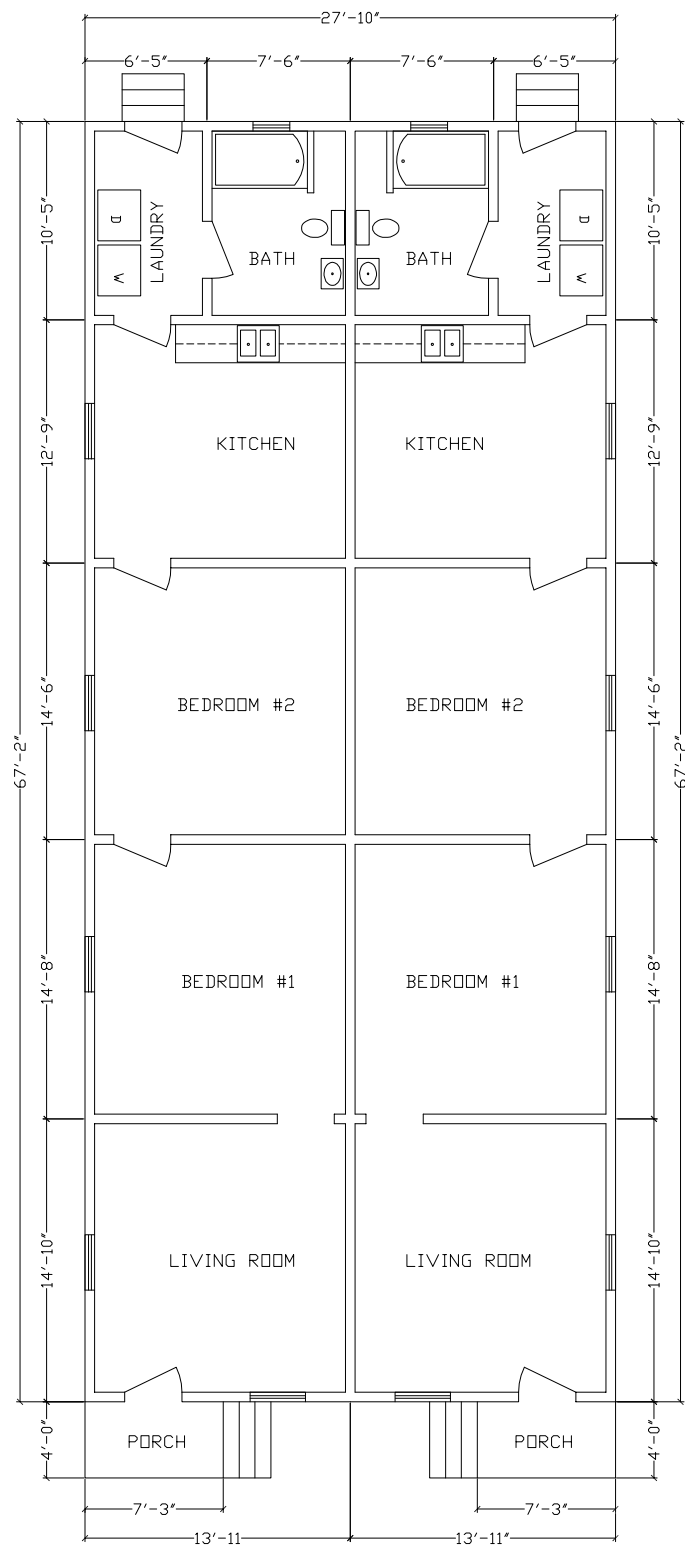 27'-10"
6'-5" 7'-6" 7'-6" 6'-5"
10'-5" D W LAUNDRY BATH BATH LAUNDRY D W 10'-5"
12'-9" KITCHEN KITCHEN 12'-9"
14'-6" BEDROOM #2 BEDROOM #2 14'-6"
67'-2" 67'-2"
14'-8" BEDROOM #1 BEDROOM #1 14'-8"
14'-10" LIVING ROOM LIVING ROOM 14'-10"
4'-0" PORCH PORCH 4'-0"
7'-3" 7'-3"
13'-11 13'-11"